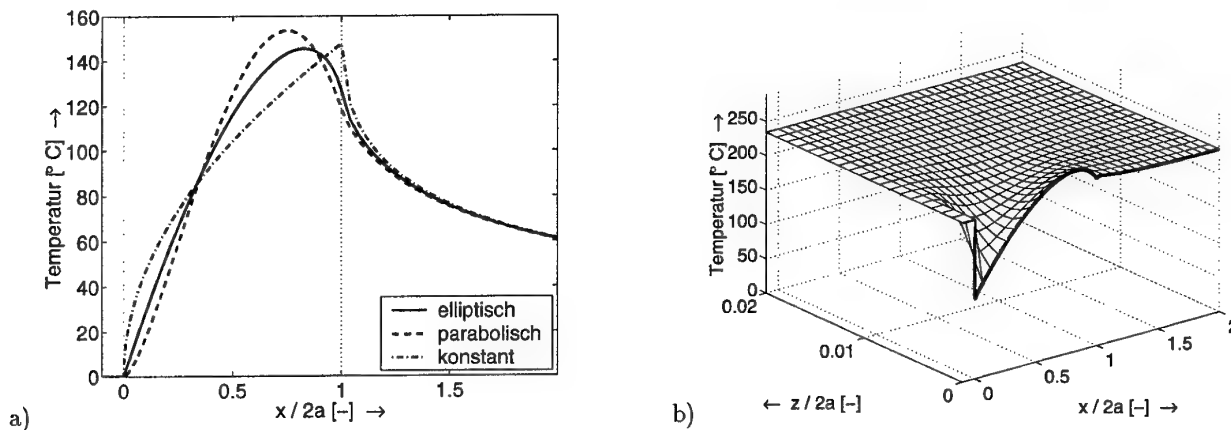 160
140
120
100
80
60
40
20
0
Temperatur [° C] →
0
0.5
1
1.5
x / 2a [–] →
elliptisch
parabolisch
konstant
a)
250
200
150
100
50
0
Temperatur [° C] →
0.02
0.01
0
← z / 2a [–]
0
0.5
1
1.5
2
x / 2a [–] →
b)